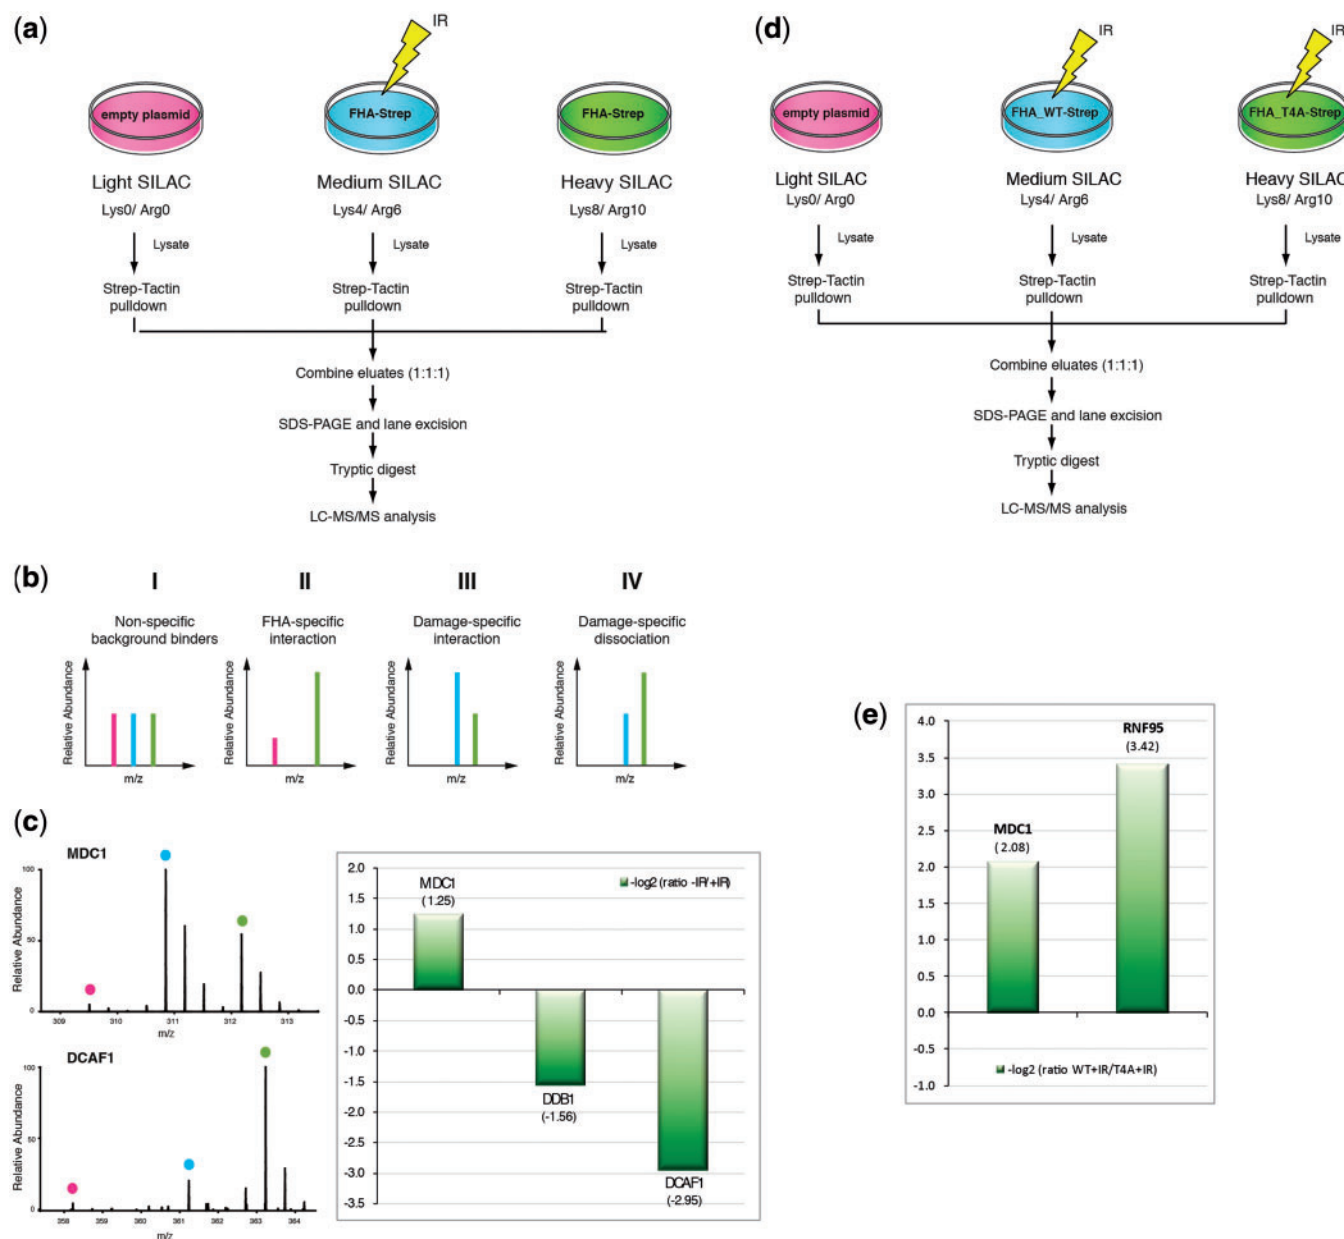 (a)
IR
empty plasmid
FHA-Strep
FHA-Strep
Light SILAC
Medium SILAC
Heavy SILAC
Lys0/ Arg0
Lys4/ Arg6
Lys8/ Arg10
Lysate
Lysate
Lysate
Strep-Tactin
pulldown
Strep-Tactin
pulldown
Strep-Tactin
pulldown
Combine eluates (1:1:1)
SDS-PAGE and lane excision
Tryptic digest
LC-MS/MS analysis
(d)
IR
IR
empty plasmid
FHA_WT-Strep
FHA_T4A-Strep
Light SILAC
Medium SILAC
Heavy SILAC
Lys0/ Arg0
Lys4/ Arg6
Lys8/ Arg10
Lysate
Lysate
Lysate
Strep-Tactin
pulldown
Strep-Tactin
pulldown
Strep-Tactin
pulldown
Combine eluates (1:1:1)
SDS-PAGE and lane excision
Tryptic digest
LC-MS/MS analysis
(b)
I
Non-specific
background binders
Relative Abundance
m/z
II
FHA-specific
interaction
Relative Abundance
m/z
III
Damage-specific
interaction
Relative Abundance
m/z
IV
Damage-specific
dissociation
Relative Abundance
m/z
(c)
MDC1
Relative Abundance
100
50
0
309 310 311 312 313
m/z
DCAF1
Relative Abundance
100
50
0
358 359 360 361 362 363 364
m/z
2.0
1.5
1.0
0.5
0.0
-0.5
-1.0
-1.5
-2.0
-2.5
-3.0
-3.5
MDC1
(1.25)
-log2 (ratio -IR/+IR)
DDB1
(-1.56)
DCAF1
(-2.95)
(e)
4.0
3.5
3.0
2.5
2.0
1.5
1.0
0.5
0.0
-0.5
-1.0
RNF95
(3.42)
MDC1
(2.08)
-log2 (ratio WT+IR/T4A+IR)